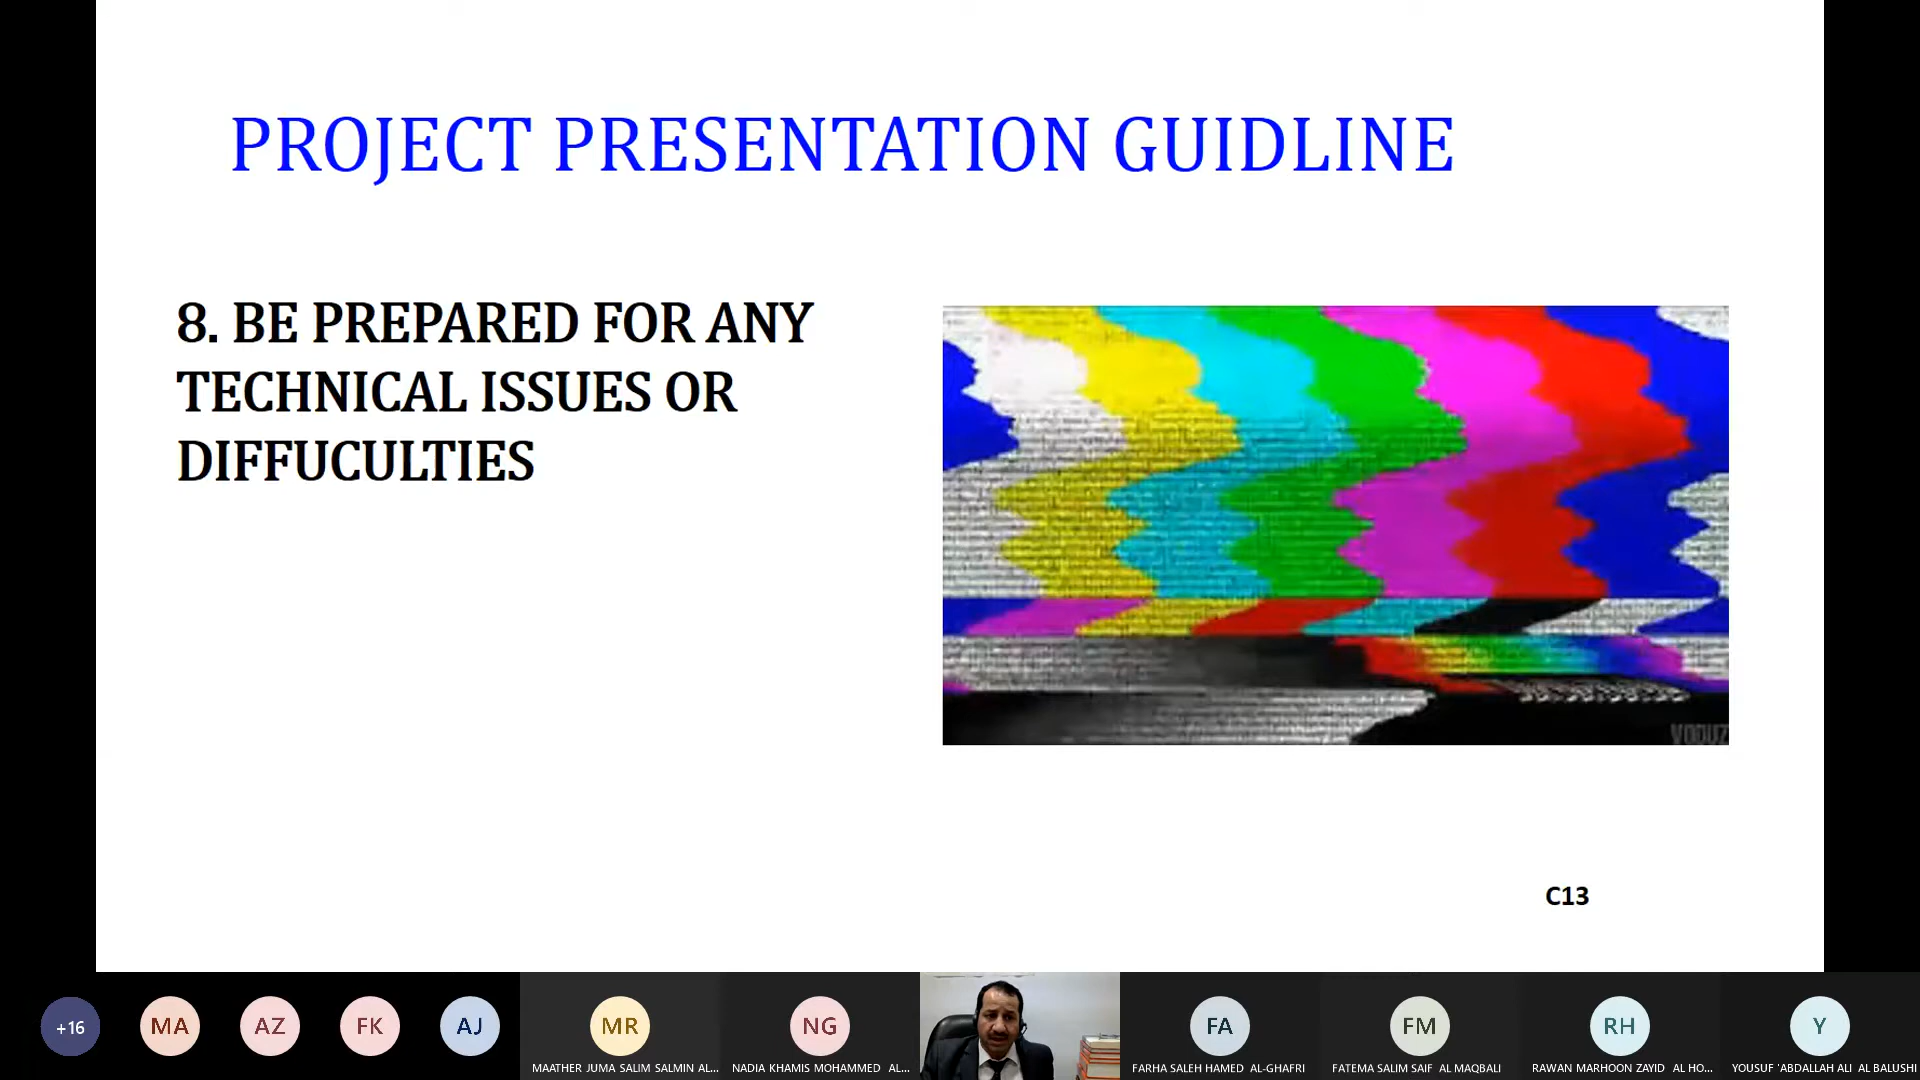 PROJECT PRESENTATION GUIDLINE
8. BE PREPARED FOR ANY
TECHNICAL ISSUES OR
DIFFUCULTIES
VODUZ
C13
+16
MA
AZ
FK
AJ
MR
NG
FA
FM
RH
Y
MAATHER JUMA SALIM SALMIN AL...
NADIA KHAMIS MOHAMMED AL...
FARHA SALEH HAMED AL-GHAFRI
FATEMA SALIM SAIF AL MAQBALI
RAWAN MARHOON ZAYID AL HO...
YOUSUF 'ABDALLAH ALI AL BALUSHI